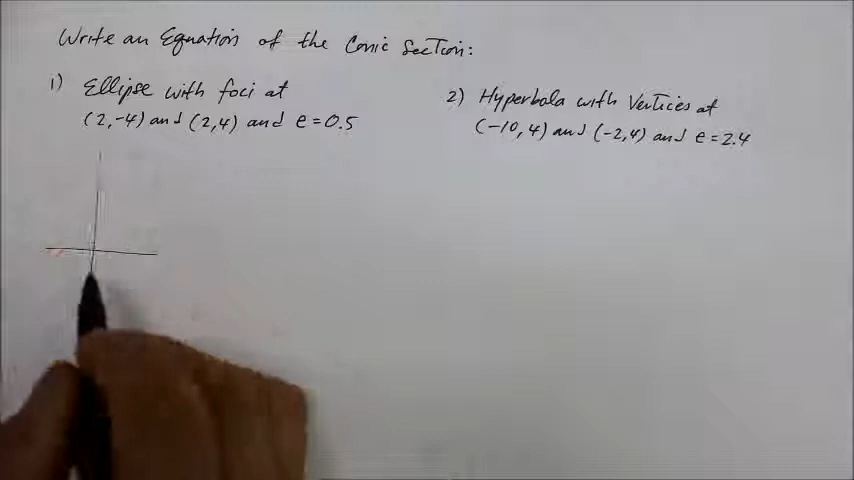 Write an Equation of the Conic Section:
1) Ellipse with foci at
(2,-4) and (2,4) and e=0.5
2) Hyperbola with Vertices at
(-10,4) and (-2,4) and e=2.4